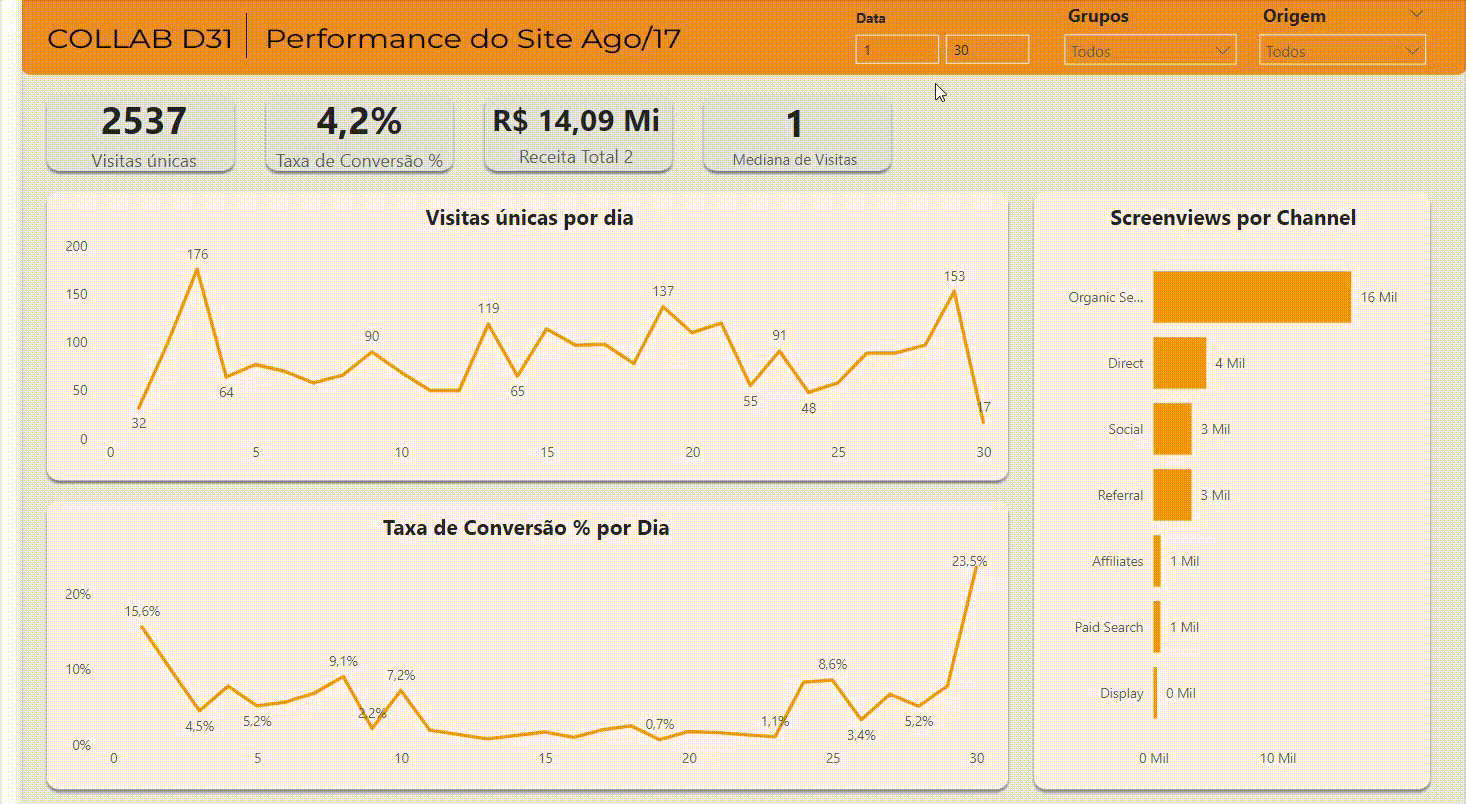 COLLAB D31
Performance do Site Ago/17
Data
1
30
Grupos
Todos
Origem
Todos
2537
Visitas únicas
4,2%
Taxa de Conversão %
R$ 14,09 Mi
Receita Total 2
1
Mediana de Visitas
Visitas únicas por dia
200
150
100
50
0
32
176
64
90
119
65
137
55
91
48
153
17
0
5
10
15
20
25
30
Taxa de Conversão % por Dia
20%
10%
0%
15,6%
4,5%
5,2%
9,1%
2,2%
7,2%
0,7%
1,1%
8,6%
3,4%
5,2%
23,5%
0
5
10
15
20
25
30
Screenviews por Channel
Organic Se...
16 Mil
Direct
4 Mil
Social
3 Mil
Referral
3 Mil
Affiliates
1 Mil
Paid Search
1 Mil
Display
0 Mil
0 Mil
10 Mil